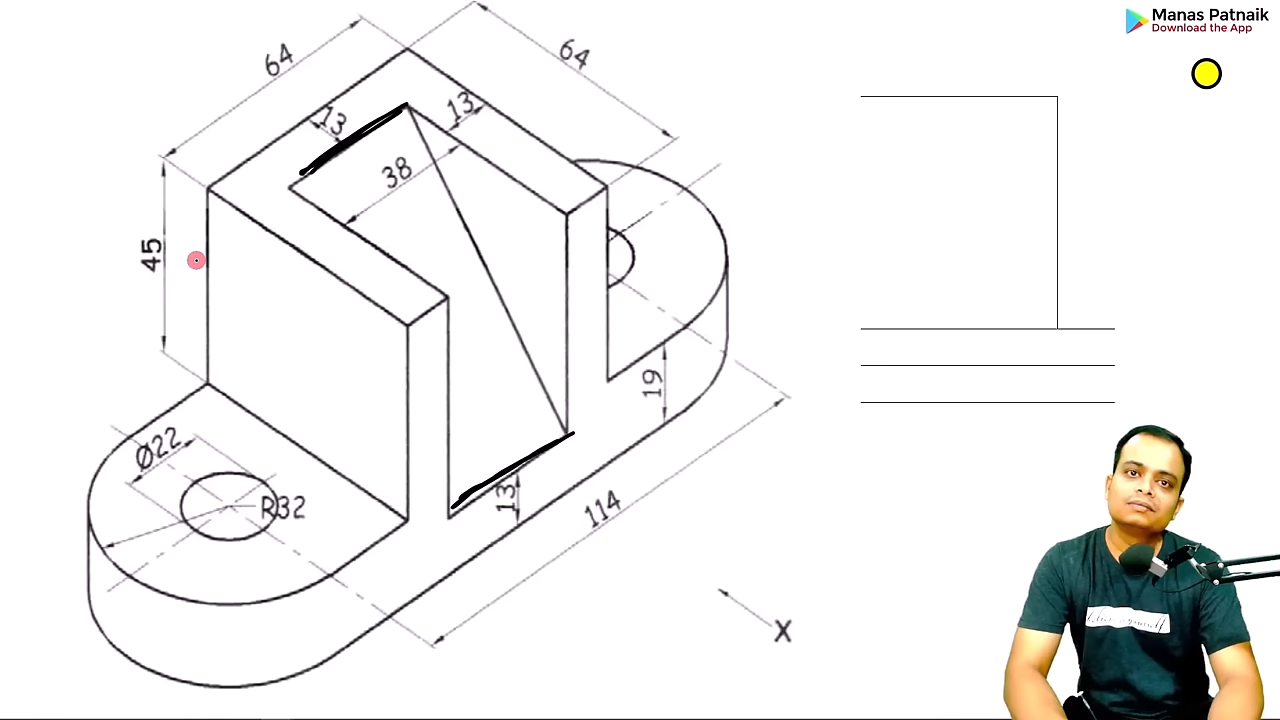 Manas Patnaik
Download the App
64
64
13
13
38
45
Ø22
R32
19
13
114
X